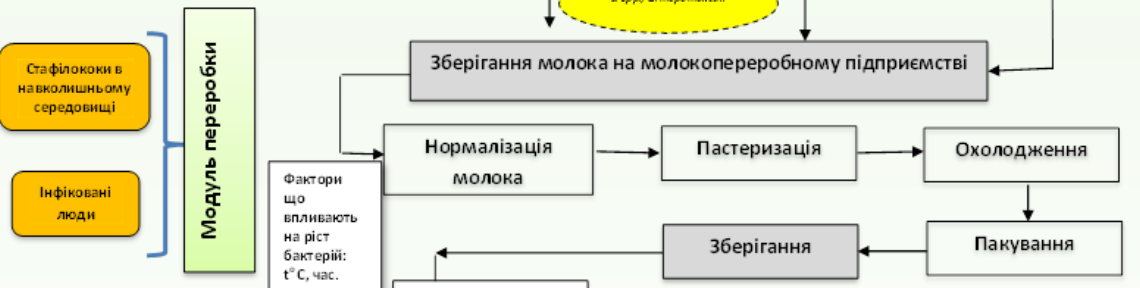 Зберігання молока на молокопереробному підприємстві
Стафілококи в
навколишньому
середовищі
Інфіковані
люди
Модуль переробки
Нормалізація
молока
Пастеризація
Охолодження
Фактори
що
впливають
на ріст
бактерій:
t°C, час.
Зберігання
Пакування